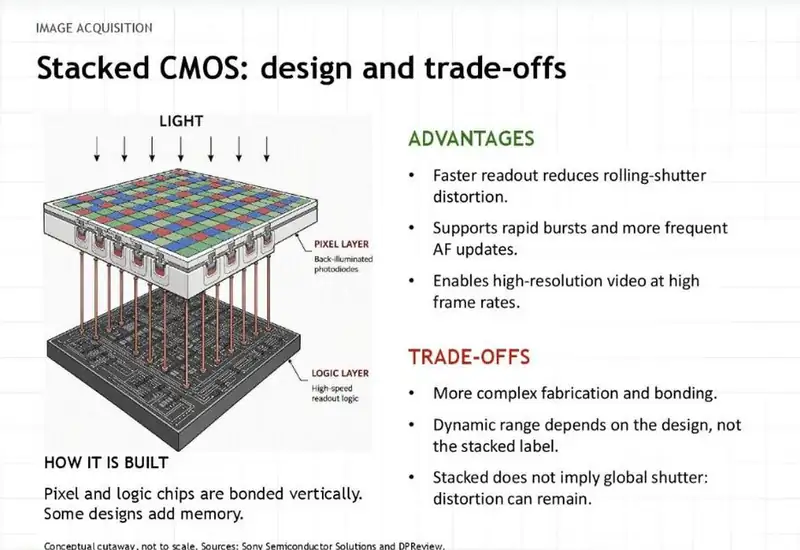 IMAGE ACQUISITION
Stacked CMOS: design and trade-offs
LIGHT
PIXEL LAYER
Back-illuminated
photodiodes
LOGIC LAYER
High-speed
readout logic
HOW IT IS BUILT
Pixel and logic chips are bonded vertically.
Some designs add memory.
ADVANTAGES
• Faster readout reduces rolling-shutter
distortion.
• Supports rapid bursts and more frequent
AF updates.
• Enables high-resolution video at high
frame rates.
TRADE-OFFS
• More complex fabrication and bonding.
• Dynamic range depends on the design, not
the stacked label.
• Stacked does not imply global shutter:
distortion can remain.
Conceptual cutaway, not to scale. Sources: Sony Semiconductor Solutions and DPReview.